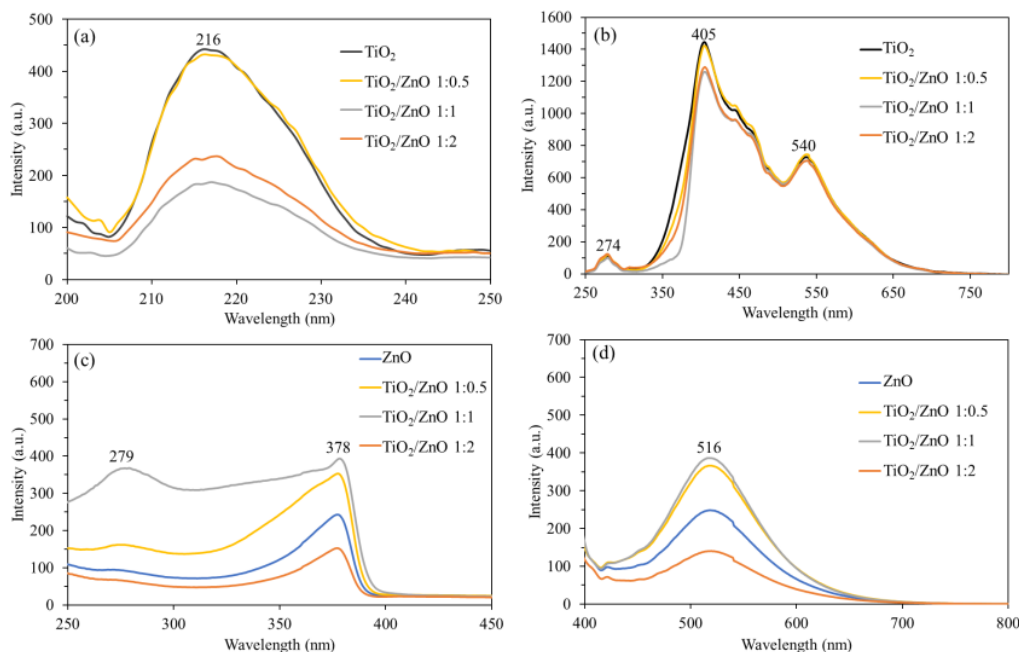 (a)
216
TiO₂
TiO₂/ZnO 1:0.5
TiO₂/ZnO 1:1
TiO₂/ZnO 1:2
Intensity (a.u.)
500
400
300
200
100
0
200 210 220 230 240 250
Wavelength (nm)
(b)
405
540
274
TiO₂
TiO₂/ZnO 1:0.5
TiO₂/ZnO 1:1
TiO₂/ZnO 1:2
Intensity (a.u.)
1600
1400
1200
1000
800
600
400
200
0
250 350 450 550 650 750
Wavelength (nm)
(c)
279
378
ZnO
TiO₂/ZnO 1:0.5
TiO₂/ZnO 1:1
TiO₂/ZnO 1:2
Intensity (a.u.)
700
600
500
400
300
200
100
0
250 300 350 400 450
Wavelength (nm)
(d)
516
ZnO
TiO₂/ZnO 1:0.5
TiO₂/ZnO 1:1
TiO₂/ZnO 1:2
Intensity (a.u.)
700
600
500
400
300
200
100
0
400 500 600 700 800
Wavelength (nm)